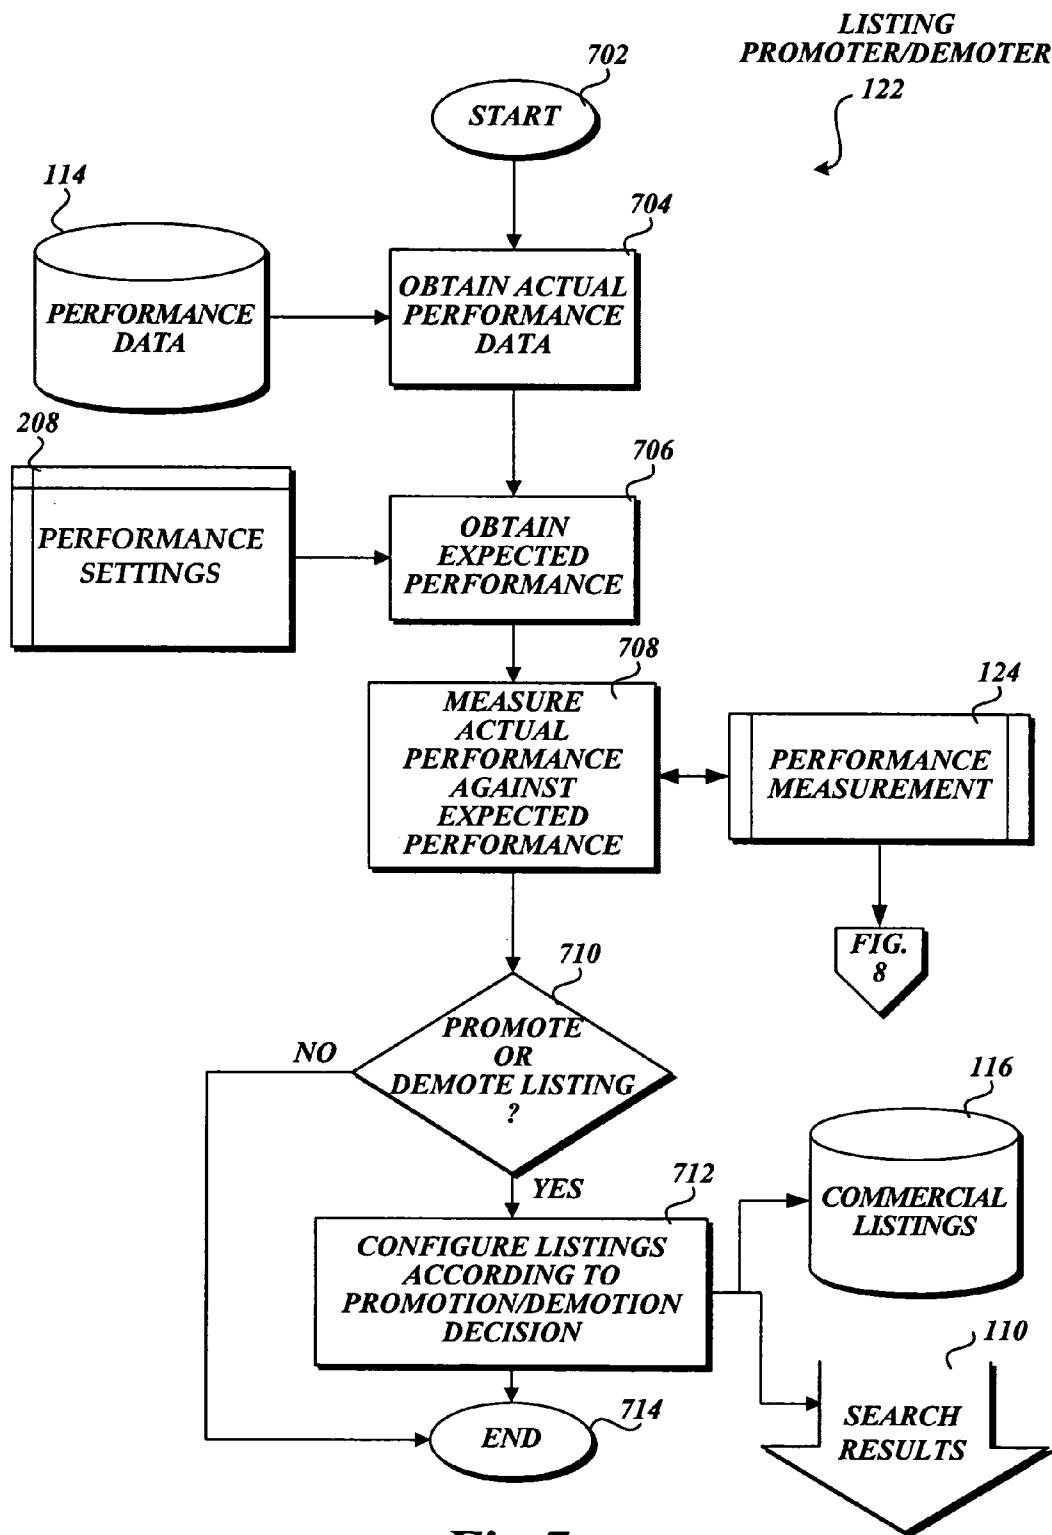 LISTING
PROMOTER/DEMOTER
122
702
START
114
PERFORMANCE
DATA
704
OBTAIN ACTUAL
PERFORMANCE
DATA
208
PERFORMANCE
SETTINGS
706
OBTAIN
EXPECTED
PERFORMANCE
708
MEASURE
ACTUAL
PERFORMANCE
AGAINST
EXPECTED
PERFORMANCE
124
PERFORMANCE
MEASUREMENT
FIG.
8
710
PROMOTE
OR
DEMOTE LISTING
?
NO
YES
712
CONFIGURE LISTINGS
ACCORDING TO
PROMOTION/DEMOTION
DECISION
116
COMMERCIAL
LISTINGS
110
SEARCH
RESULTS
714
END